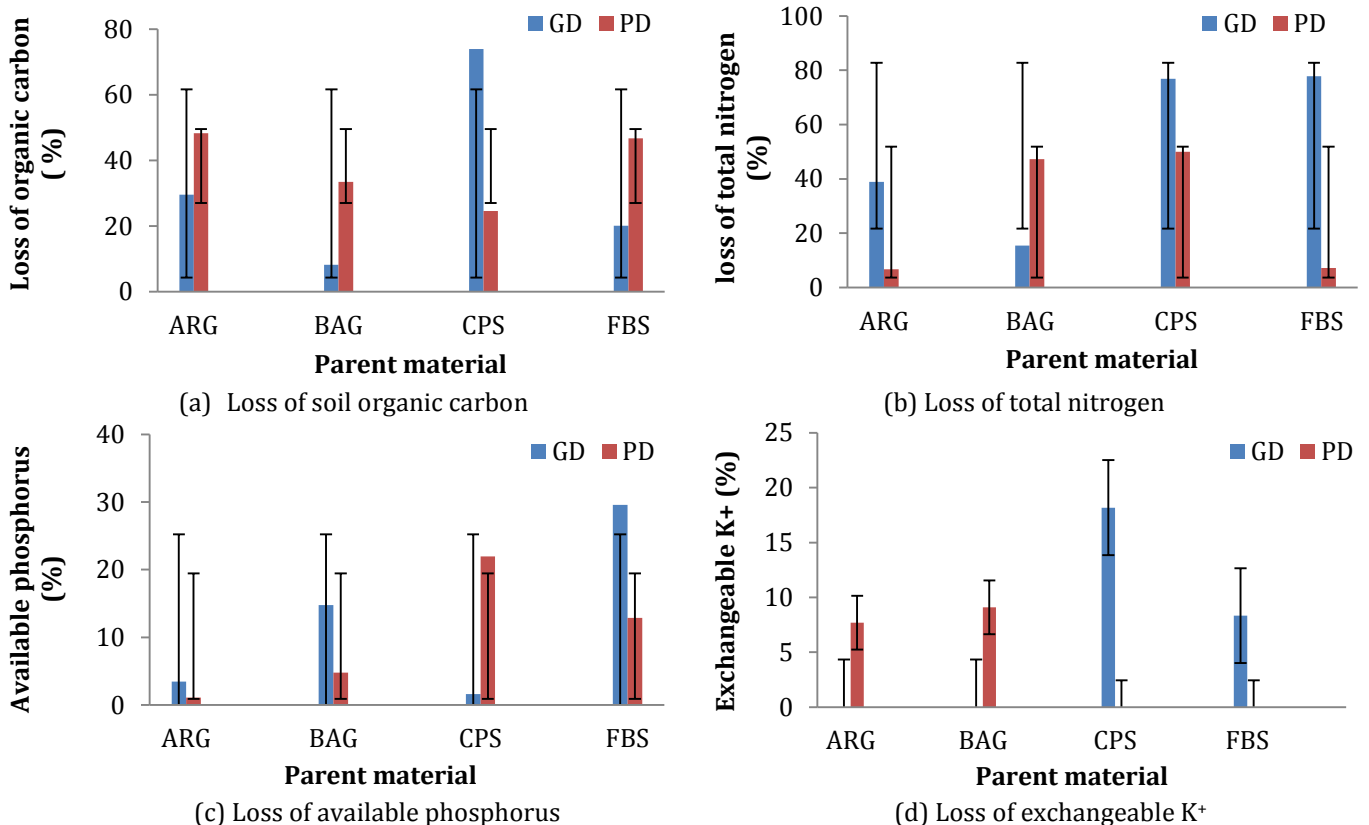 GD PD
Loss of organic carbon
( %)
80
60
40
20
0
ARG BAG CPS FBS
Parent material
(a) Loss of soil organic carbon
GD PD
loss of total nitrogen
(%)
100
80
60
40
20
0
ARG BAG CPS FBS
Parent material
(b) Loss of total nitrogen
GD PD
Available phosphorus
(%)
40
30
20
10
0
ARG BAG CPS FBS
Parent material
(c) Loss of available phosphorus
GD PD
Exchangeable K+ (%)
25
20
15
10
5
0
ARG BAG CPS FBS
Parent material
(d) Loss of exchangeable K⁺